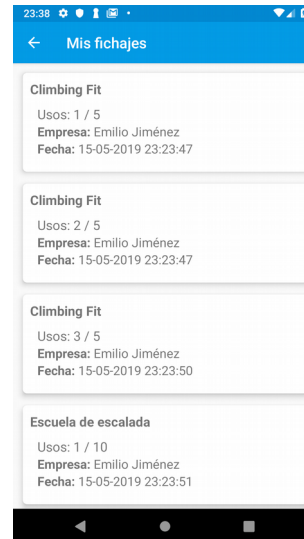 23:38
Mis fichajes
Climbing Fit
Usos: 1 / 5
Empresa: Emilio Jiménez
Fecha: 15-05-2019 23:23:47
Climbing Fit
Usos: 2 / 5
Empresa: Emilio Jiménez
Fecha: 15-05-2019 23:23:47
Climbing Fit
Usos: 3 / 5
Empresa: Emilio Jiménez
Fecha: 15-05-2019 23:23:50
Escuela de escalada
Usos: 1 / 10
Empresa: Emilio Jiménez
Fecha: 15-05-2019 23:23:51